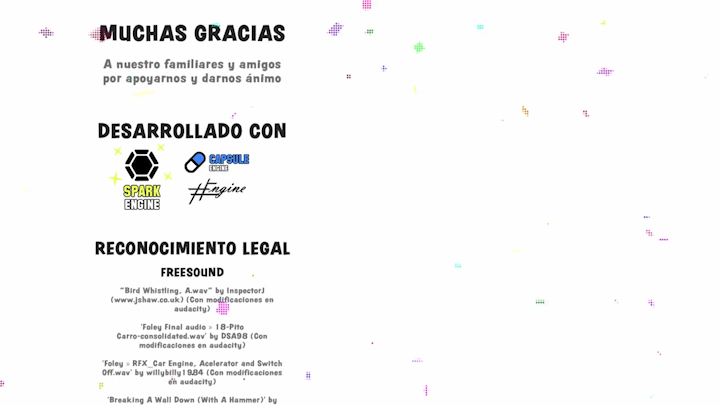 MUCHAS GRACIAS
A nuestro familiares y amigos
por apoyarnos y darnos ánimo
DESARROLLADO CON
SPARK
ENGINE
CAPSULE
ENGINE
#Engine
RECONOCIMIENTO LEGAL
FREESOUND
"Bird Whistling, A.wav" by InspectorJ
(www.jshaw.co.uk) (Con modificaciones en
audacity)
'Foley Final audio » 18-Pito
Carro-consolidated.wav' by DSA98 (Con
modificaciones en audacity)
'Foley » RFX_Car Engine, Acelerator and Switch
Off.wav' by willybilly1984 (Con modificaciones
en audacity)
'Breaking A Wall Down (With A Hammer)' by